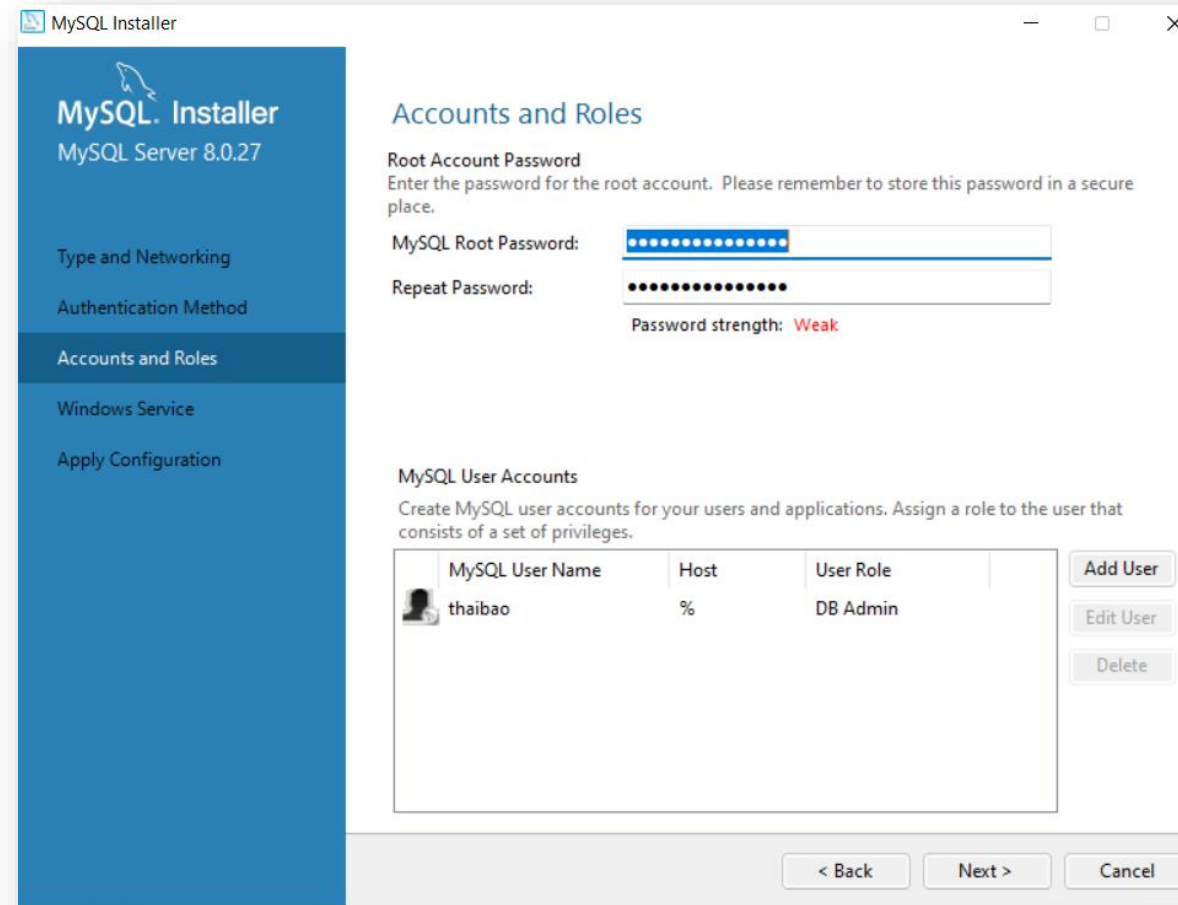 MySQL Installer
MySQL. Installer
MySQL Server 8.0.27
Type and Networking
Authentication Method
Accounts and Roles
Windows Service
Apply Configuration
Accounts and Roles
Root Account Password
Enter the password for the root account. Please remember to store this password in a secure
place.
MySQL Root Password: ●●●●●●●●●●●●●●●
Repeat Password: ●●●●●●●●●●●●●●●
Password strength: Weak
MySQL User Accounts
Create MySQL user accounts for your users and applications. Assign a role to the user that
consists of a set of privileges.
MySQL User Name Host User Role
thaibao % DB Admin
Add User
Edit User
Delete
< Back Next > Cancel